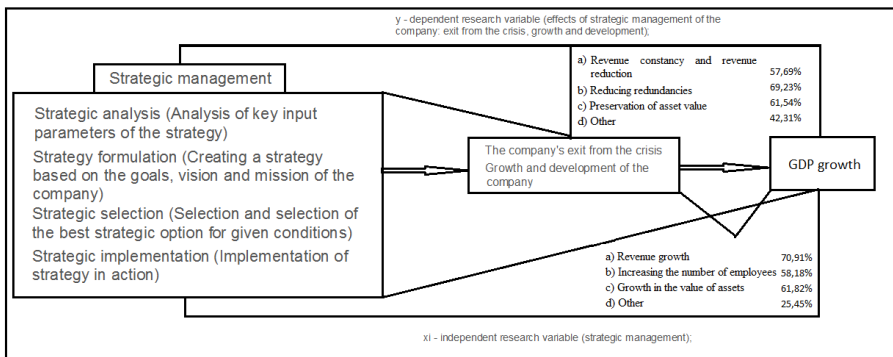 y - dependent research variable (effects of strategic management of the
company: exit from the crisis, growth and development);
Strategic management
Strategic analysis (Analysis of key input
parameters of the strategy)
Strategy formulation (Creating a strategy
based on the goals, vision and mission of the
company)
Strategic selection (Selection and selection of
the best strategic option for given conditions)
Strategic implementation (Implementation of
strategy in action)
a) Revenue constancy and revenue
reduction 57,69%
b) Reducing redundancies 69,23%
c) Preservation of asset value 61,54%
d) Other 42,31%
The company's exit from the crisis
Growth and development of the
company
GDP growth
a) Revenue growth 70,91%
b) Increasing the number of employees 58,18%
c) Growth in the value of assets 61,82%
d) Other 25,45%
xi - independent research variable (strategic management);